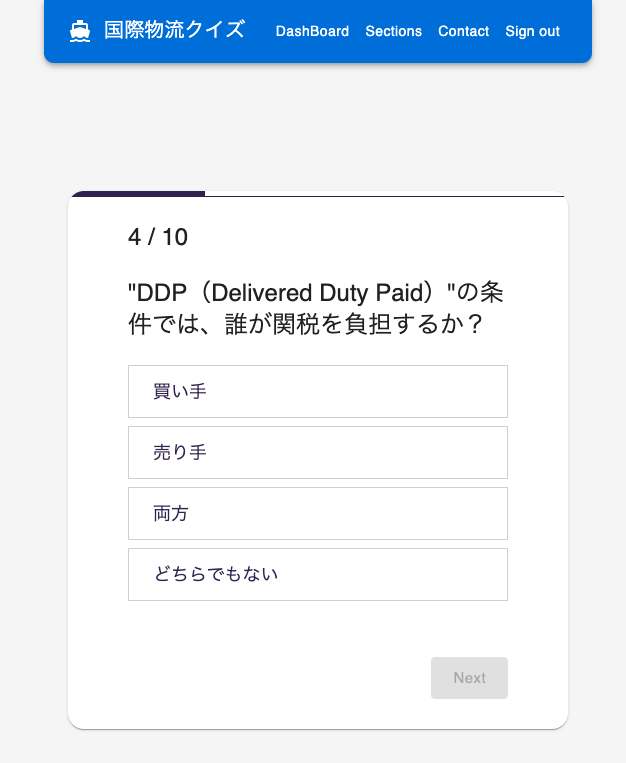 国際物流クイズ DashBoard Sections Contact Sign out
4 / 10
"DDP（Delivered Duty Paid）"の条
件では、誰が関税を負担するか？
買い手
売り手
両方
どちらでもない
Next